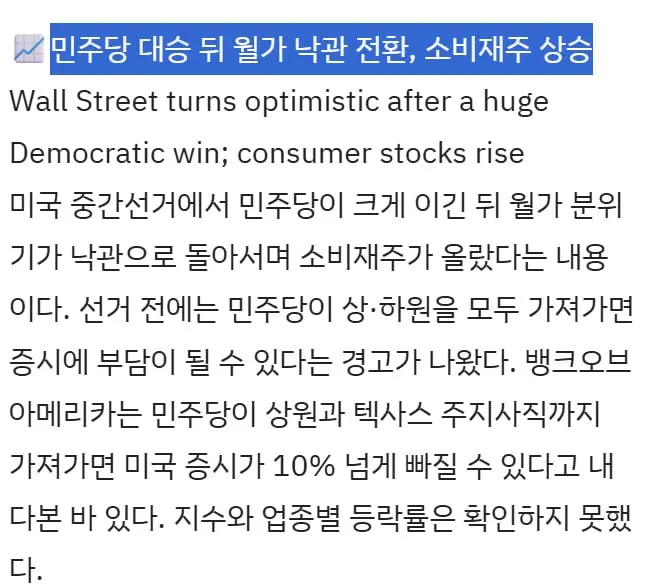 민주당 대승 뒤 월가 낙관 전환, 소비재주 상승
Wall Street turns optimistic after a huge
Democratic win; consumer stocks rise
미국 중간선거에서 민주당이 크게 이긴 뒤 월가 분위
기가 낙관으로 돌아서며 소비재주가 올랐다는 내용
이다. 선거 전에는 민주당이 상·하원을 모두 가져가면
증시에 부담이 될 수 있다는 경고가 나왔다. 뱅크오브
아메리카는 민주당이 상원과 텍사스 주지사직까지
가져가면 미국 증시가 10% 넘게 빠질 수 있다고 내
다본 바 있다. 지수와 업종별 등락률은 확인하지 못했
다.